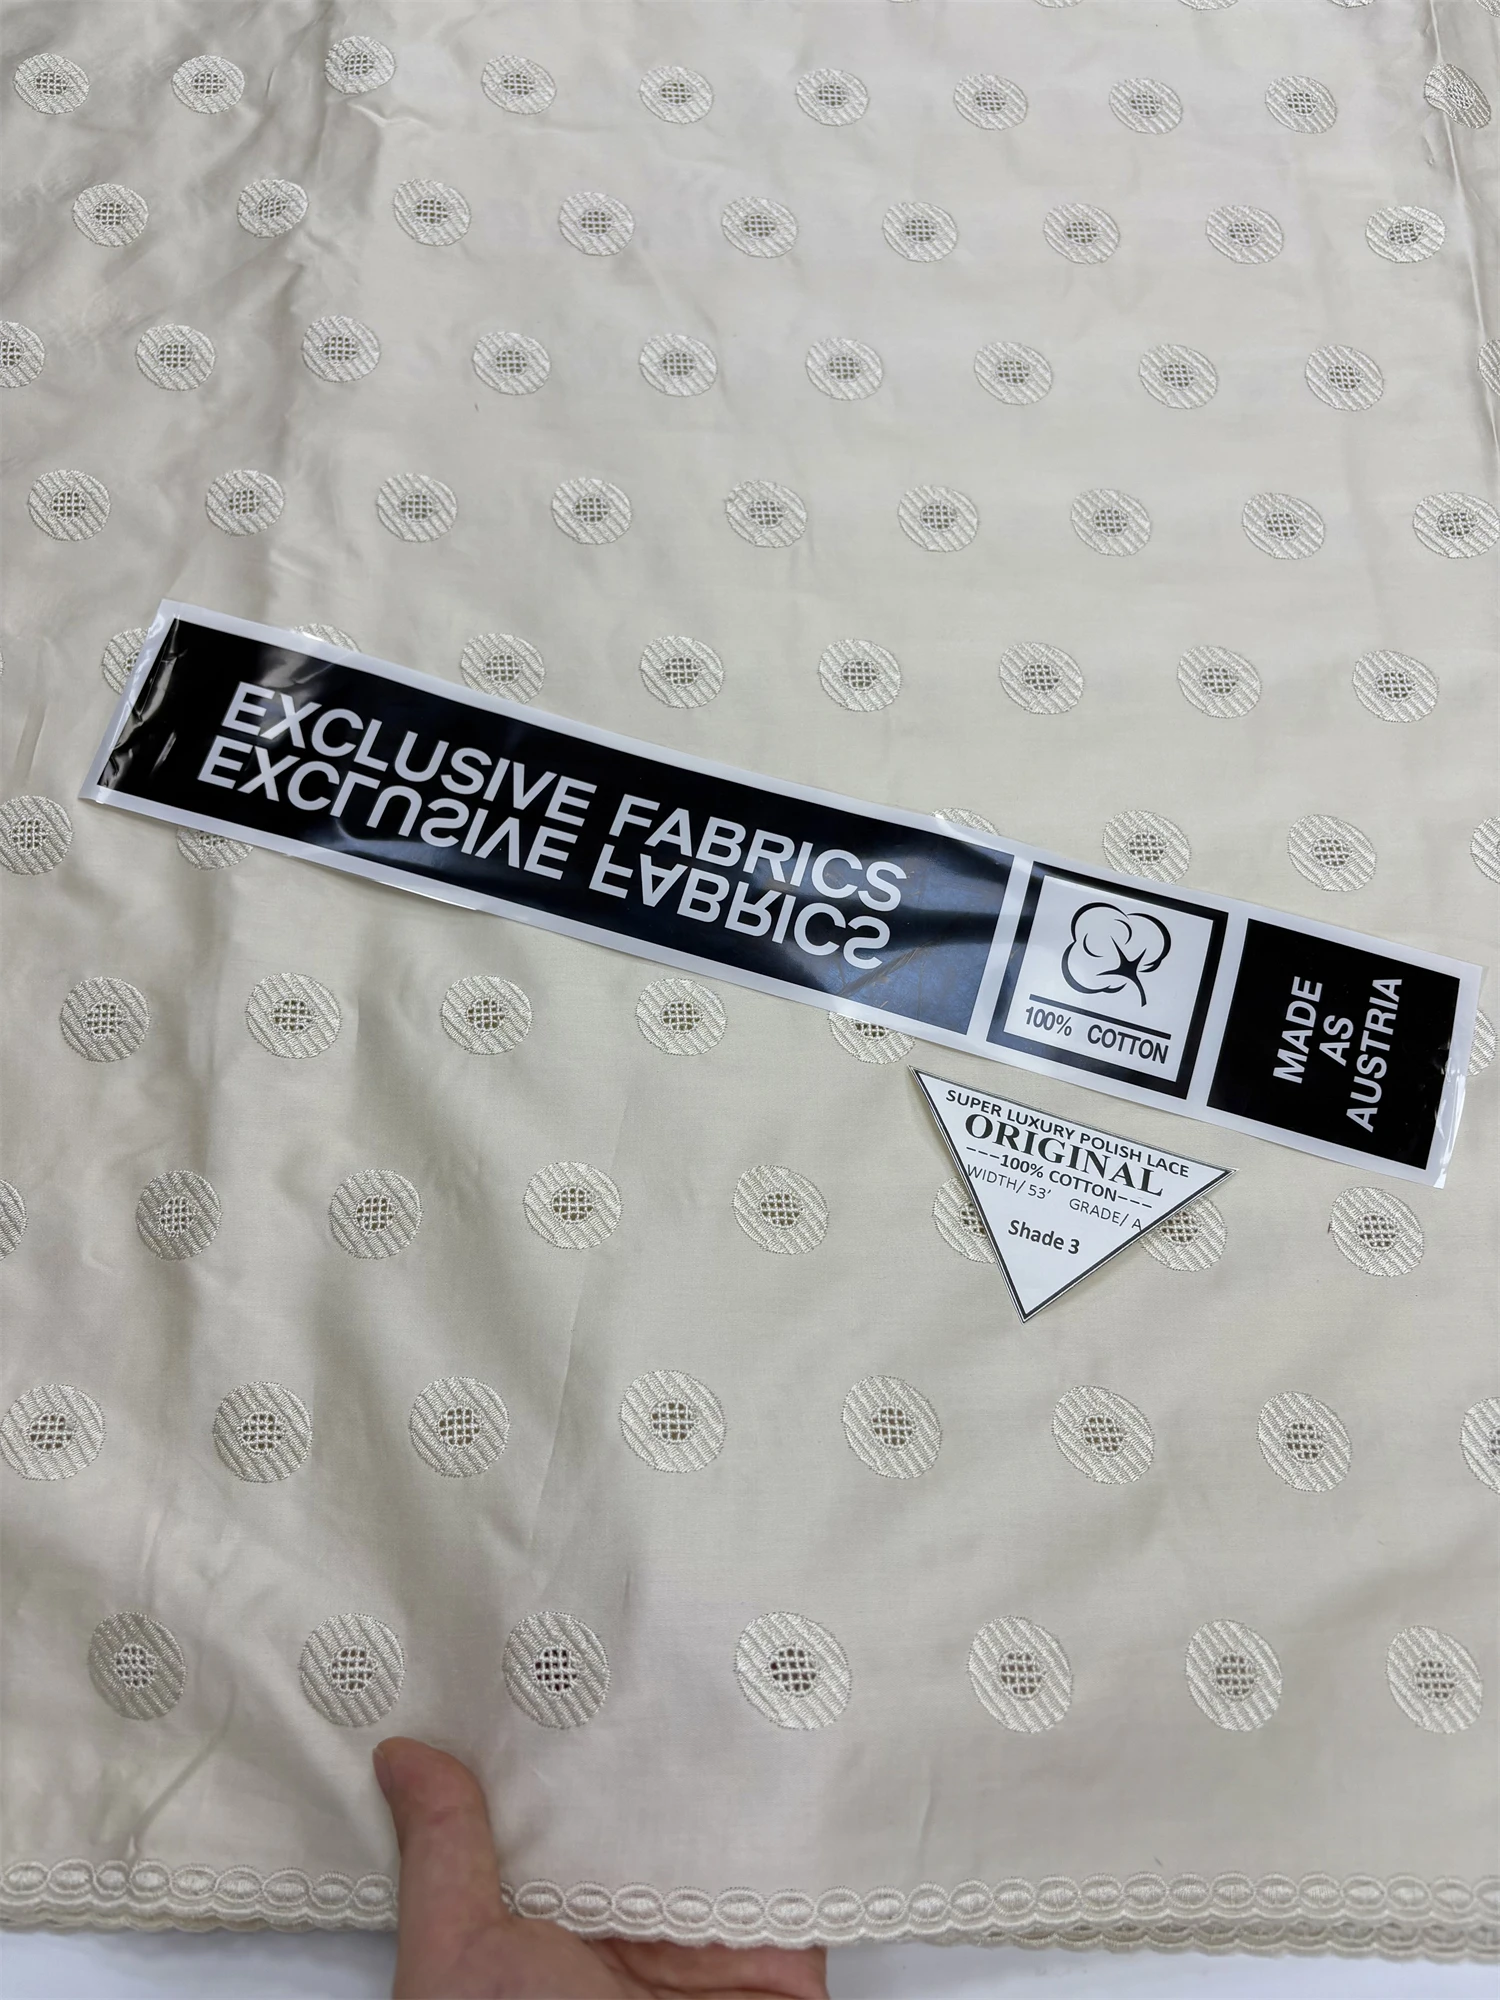 EXCLUSIVE FABRICS
EXCLUSIVE FABRICS
100% COTTON
MADE
AS
AUSTRIA
SUPER LUXURY POLISH LACE
ORIGINAL
---100% COTTON---
WIDTH/ 53' GRADE/ A
Shade 3